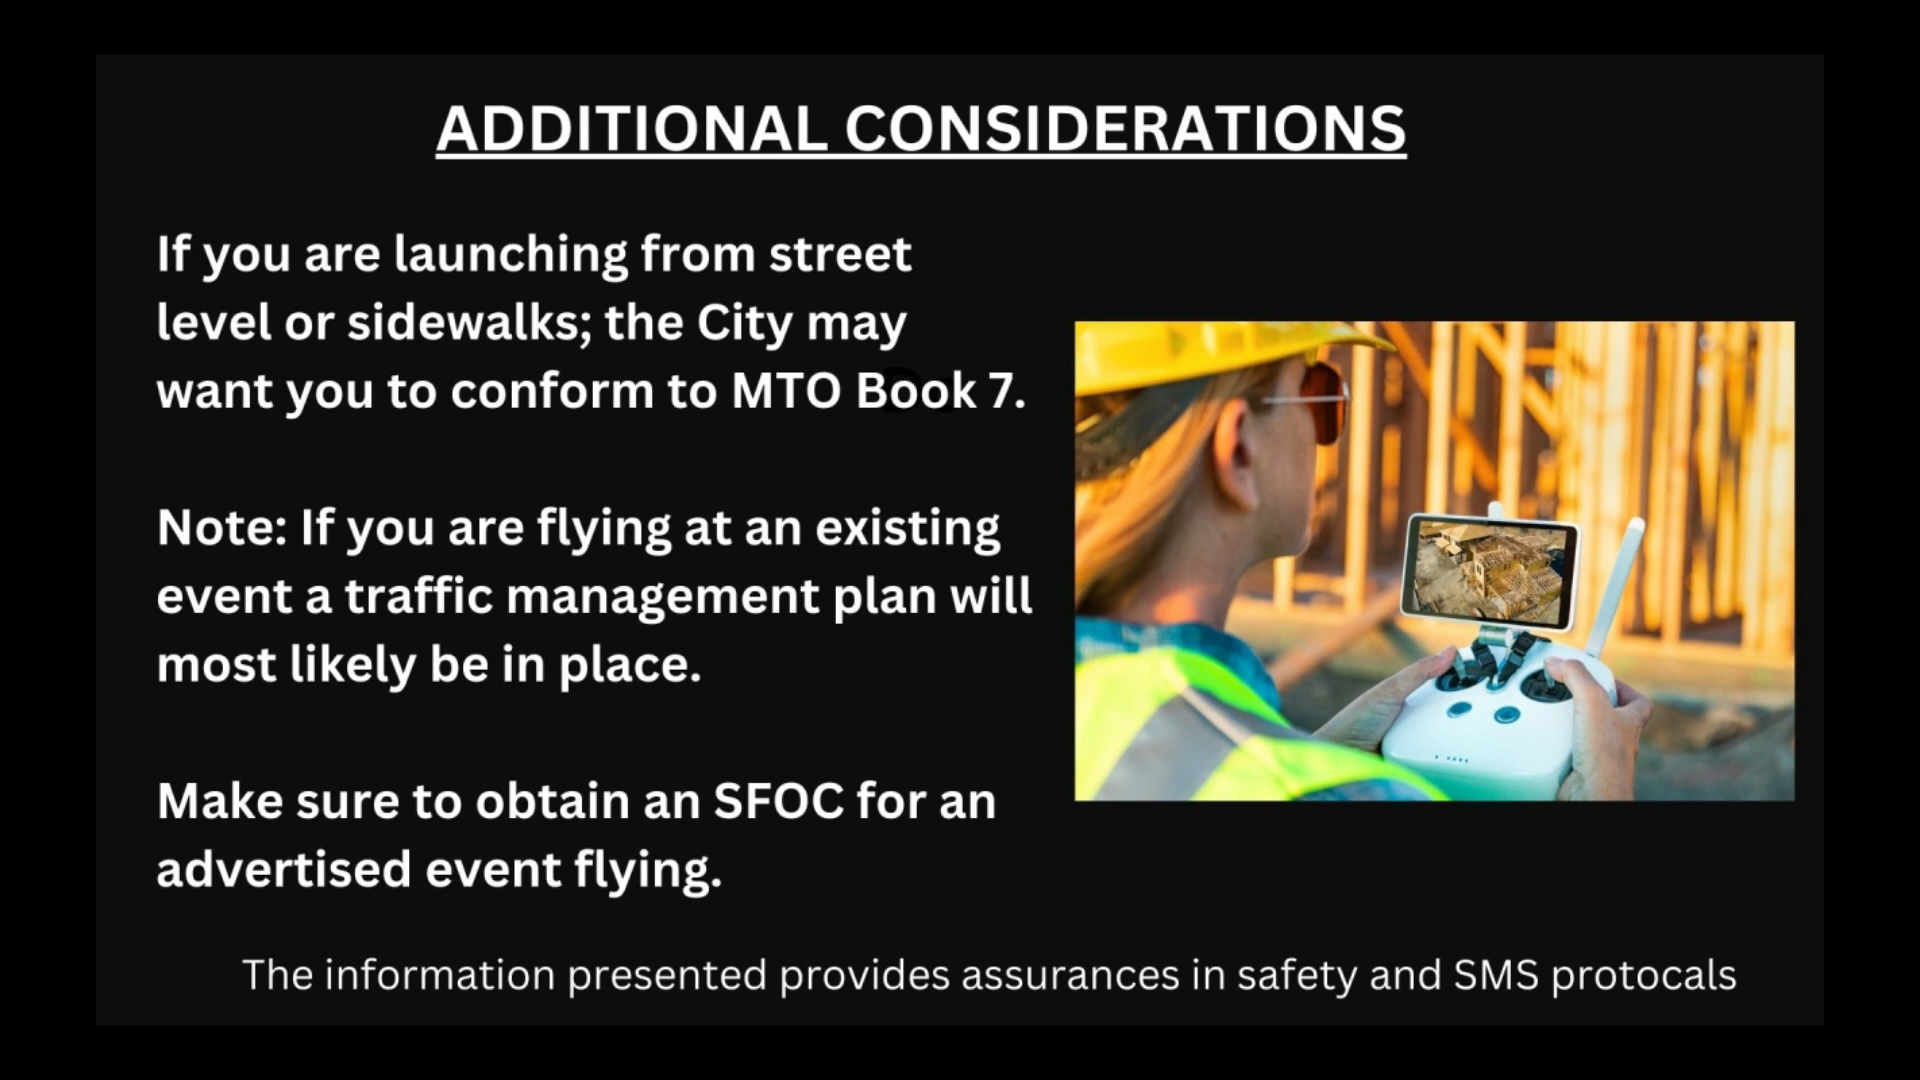 ADDITIONAL CONSIDERATIONS
If you are launching from street
level or sidewalks; the City may
want you to conform to MTO Book 7.
Note: If you are flying at an existing
event a traffic management plan will
most likely be in place.
Make sure to obtain an SFOC for an
advertised event flying.
The information presented provides assurances in safety and SMS protocals